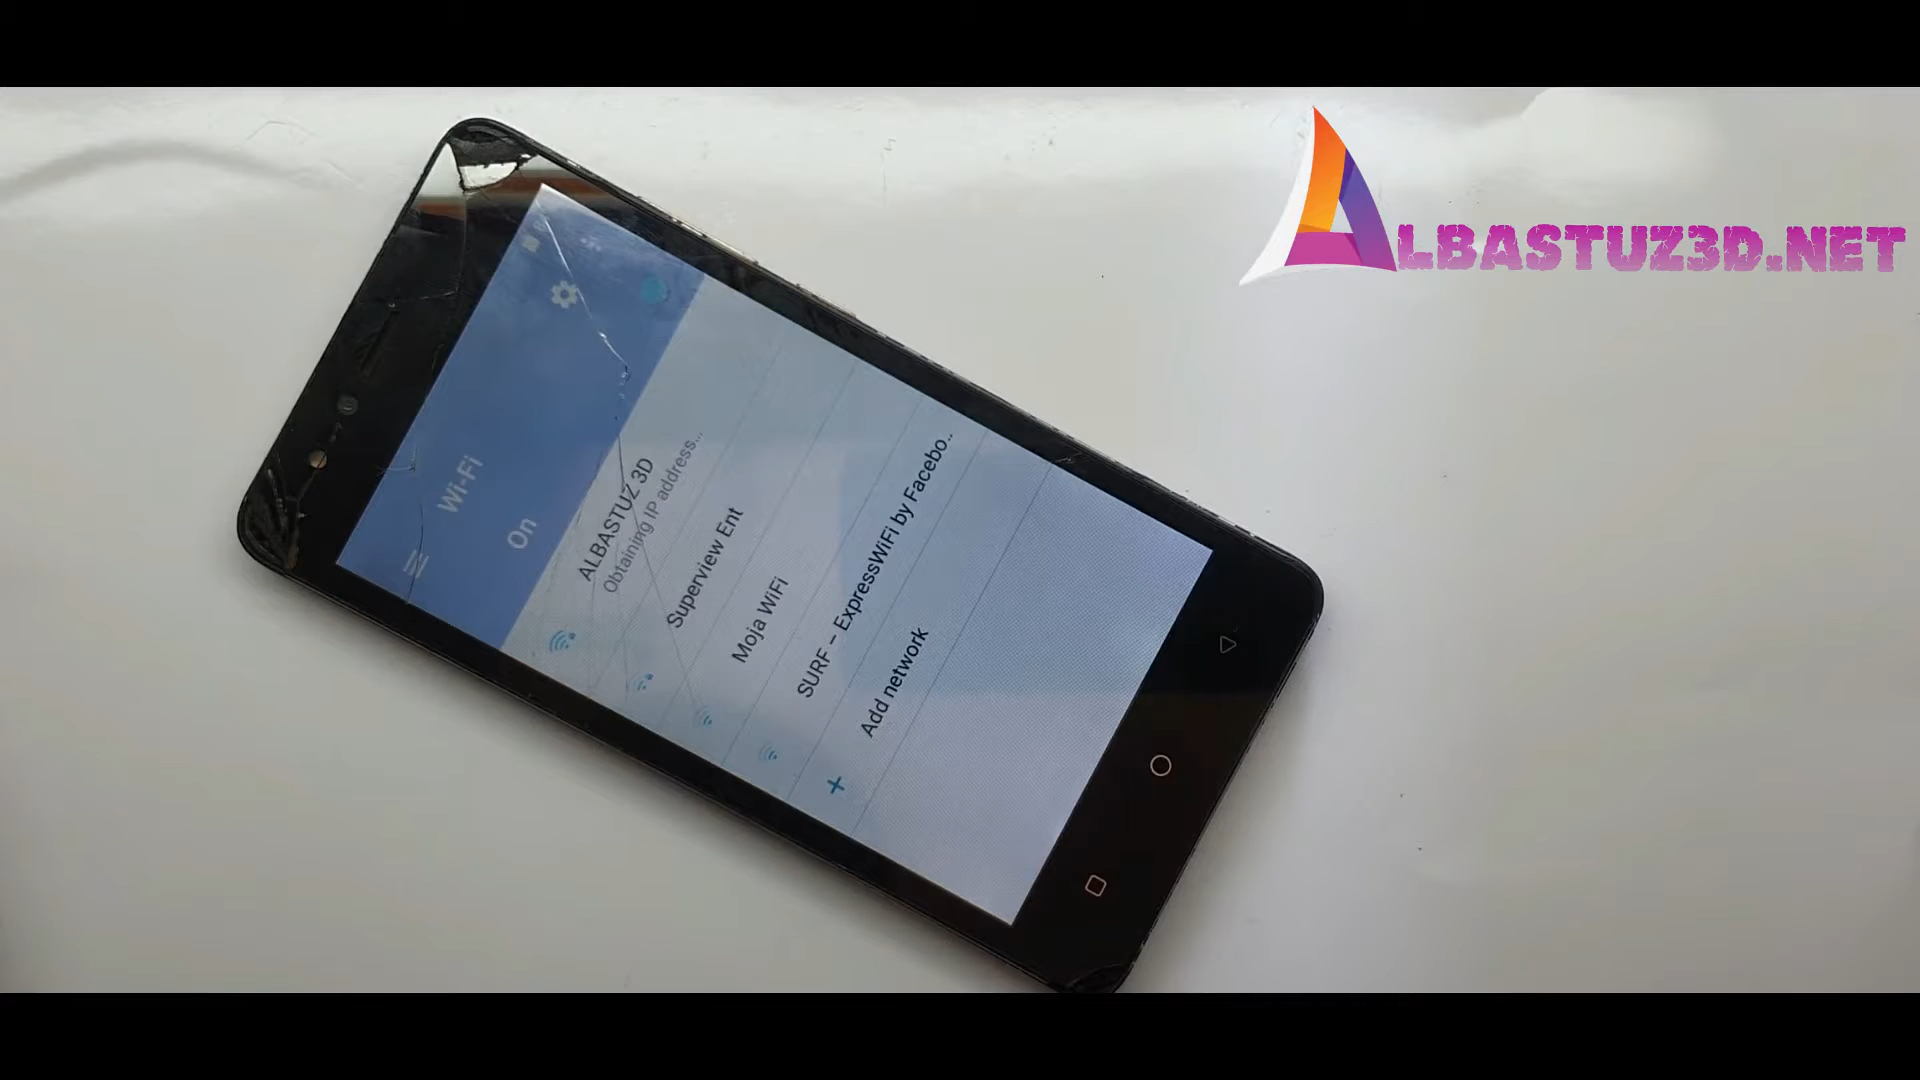 ALBASTUZ3D.NET
Wi-Fi
On
ALBASTUZ 3D
Obtaining IP address...
Superview Ent
Moja WiFi
SURF – ExpressWiFi by Facebo..
Add network